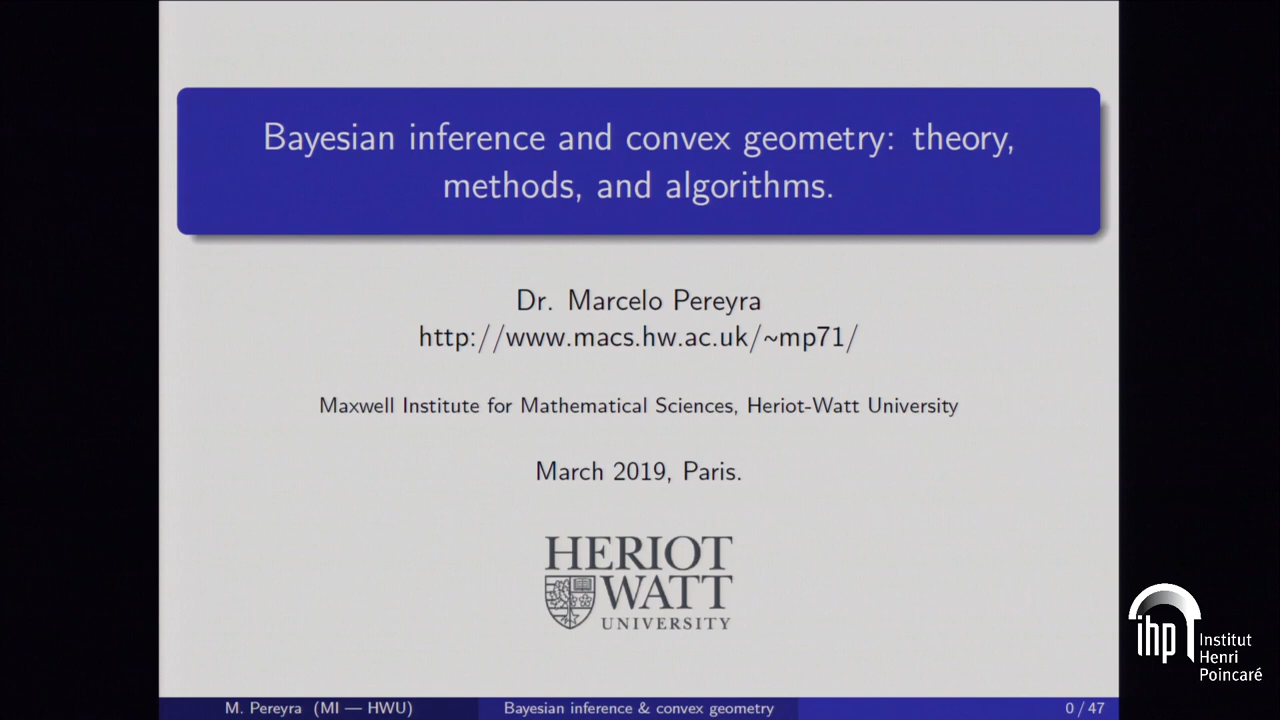 Bayesian inference and convex geometry: theory,
methods, and algorithms.
Dr. Marcelo Pereyra
http://www.macs.hw.ac.uk/~mp71/
Maxwell Institute for Mathematical Sciences, Heriot-Watt University
March 2019, Paris.
HERIOT
WATT
UNIVERSITY
ihp
Institut
Henri
Poincaré
M. Pereyra (MI — HWU)
Bayesian inference & convex geometry
0 / 47